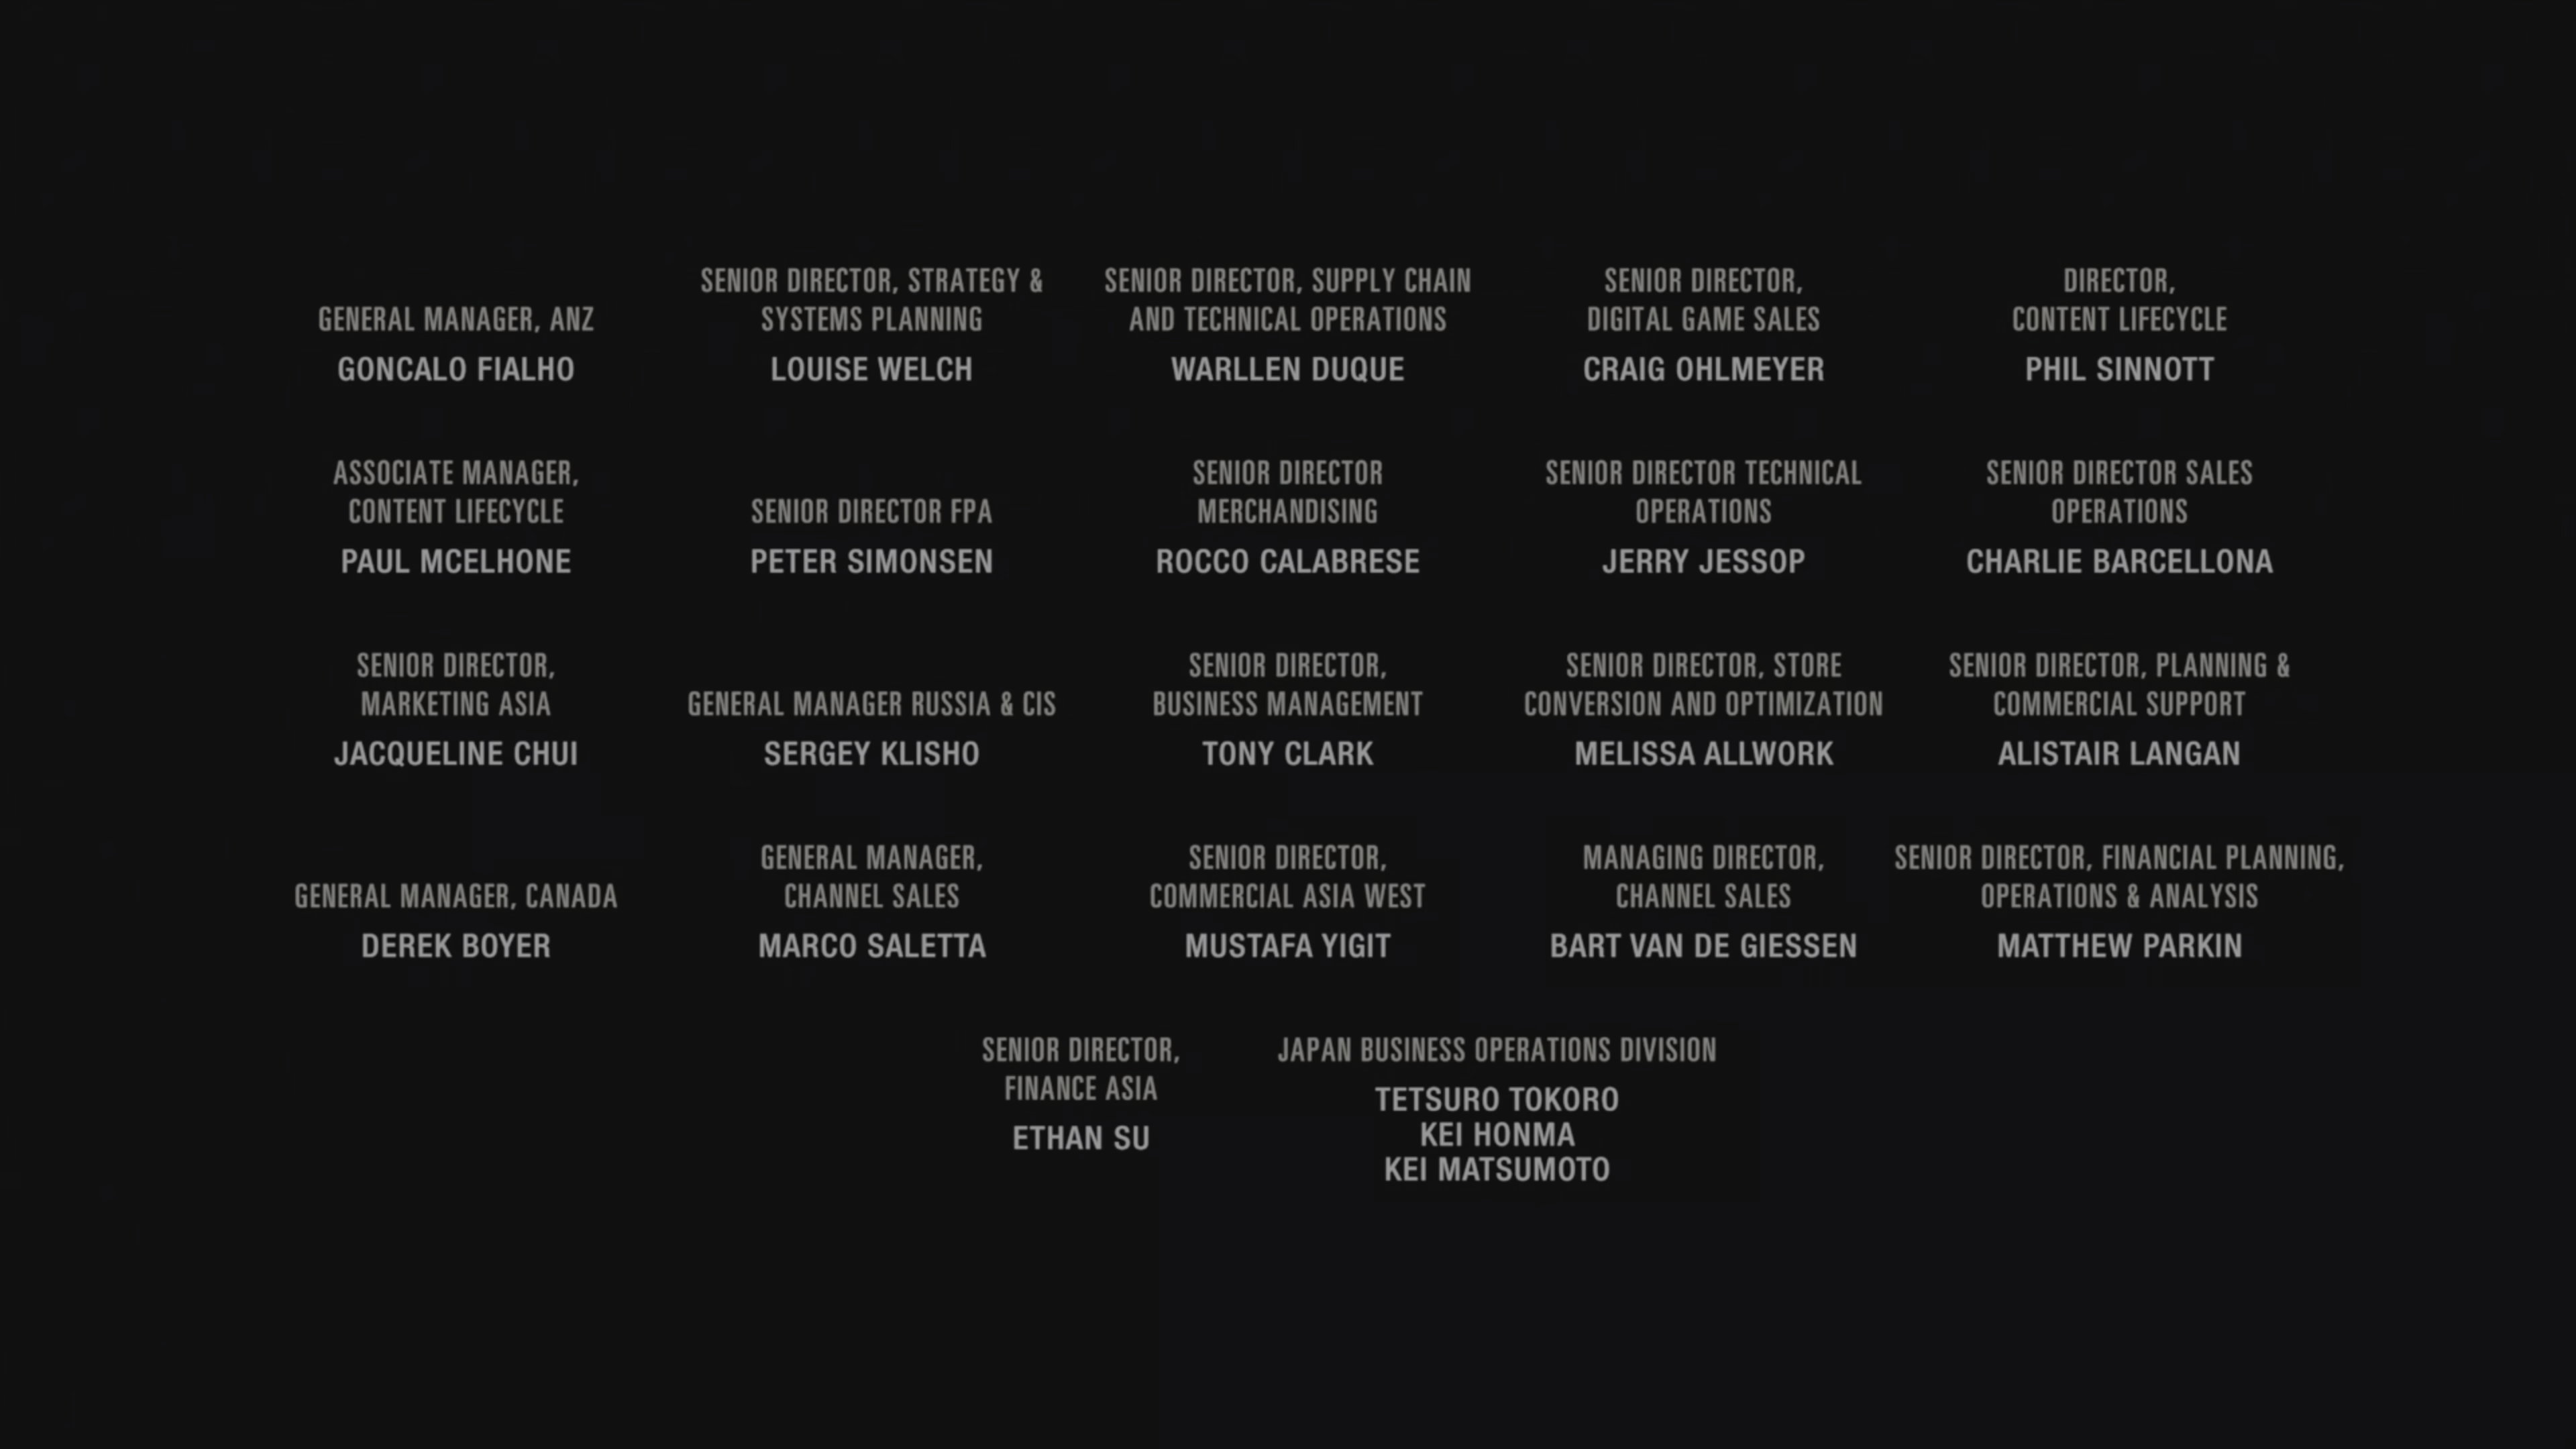 GENERAL MANAGER, ANZ
GONCALO FIALHO
SENIOR DIRECTOR, STRATEGY &
SYSTEMS PLANNING
LOUISE WELCH
SENIOR DIRECTOR, SUPPLY CHAIN
AND TECHNICAL OPERATIONS
WARLLEN DUQUE
SENIOR DIRECTOR,
DIGITAL GAME SALES
CRAIG OHLMEYER
DIRECTOR,
CONTENT LIFECYCLE
PHIL SINNOTT
ASSOCIATE MANAGER,
CONTENT LIFECYCLE
PAUL MCELHONE
SENIOR DIRECTOR FPA
PETER SIMONSEN
SENIOR DIRECTOR
MERCHANDISING
ROCCO CALABRESE
SENIOR DIRECTOR TECHNICAL
OPERATIONS
JERRY JESSOP
SENIOR DIRECTOR SALES
OPERATIONS
CHARLIE BARCELLONA
SENIOR DIRECTOR,
MARKETING ASIA
JACQUELINE CHUI
GENERAL MANAGER RUSSIA & CIS
SERGEY KLISHO
SENIOR DIRECTOR,
BUSINESS MANAGEMENT
TONY CLARK
SENIOR DIRECTOR, STORE
CONVERSION AND OPTIMIZATION
MELISSA ALLWORK
SENIOR DIRECTOR, PLANNING &
COMMERCIAL SUPPORT
ALISTAIR LANGAN
GENERAL MANAGER, CANADA
DEREK BOYER
GENERAL MANAGER,
CHANNEL SALES
MARCO SALETTA
SENIOR DIRECTOR,
COMMERCIAL ASIA WEST
MUSTAFA YIGIT
MANAGING DIRECTOR,
CHANNEL SALES
BART VAN DE GIESSEN
SENIOR DIRECTOR, FINANCIAL PLANNING,
OPERATIONS & ANALYSIS
MATTHEW PARKIN
SENIOR DIRECTOR,
FINANCE ASIA
ETHAN SU
JAPAN BUSINESS OPERATIONS DIVISION
TETSURO TOKORO
KEI HONMA
KEI MATSUMOTO